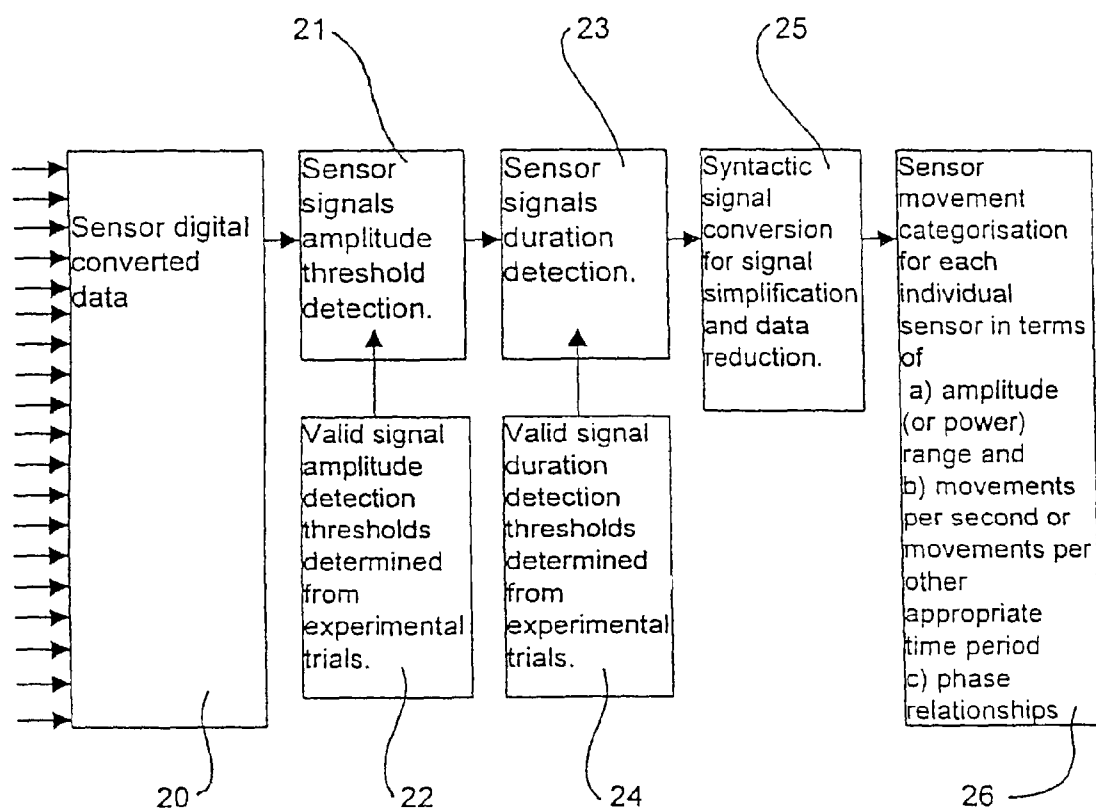 21
23
25
Sensor digital
converted
data
Sensor
signals
amplitude
threshold
detection.
Sensor
signals
duration
detection.
Syntactic
signal
conversion
for signal
simplification
and data
reduction.
Sensor
movement
categorisation
for each
individual
sensor in terms
of
a) amplitude
(or power)
range and
b) movements
per second or
movements per
other
appropriate
time period
c) phase
relationships
Valid signal
amplitude
detection
thresholds
determined
from
experimental
trials.
Valid signal
duration
detection
thresholds
determined
from
experimental
trials.
20
22
24
26